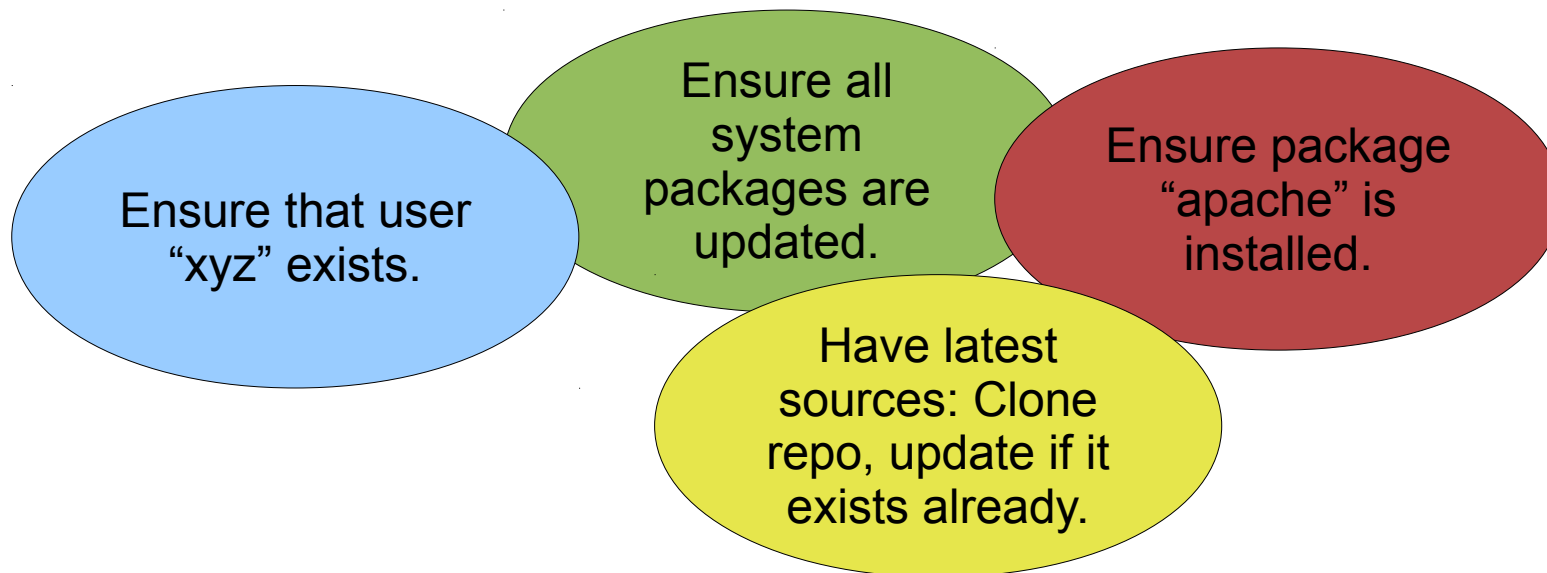 Ensure that user
“xyz” exists.
Ensure all
system
packages are
updated.
Ensure package
“apache” is
installed.
Have latest
sources: Clone
repo, update if it
exists already.